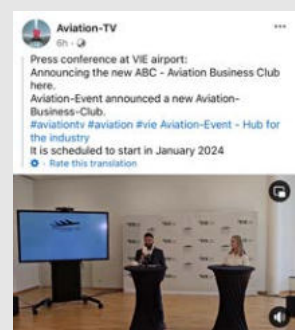 Aviation-TV
6h
Press conference at VIE airport:
Announcing the new ABC - Aviation Business Club
here.
Aviation-Event announced a new Aviation-
Business-Club.
#aviationtv #aviation #vie Aviation-Event - Hub for
the industry
It is scheduled to start in January 2024
Rate this translation